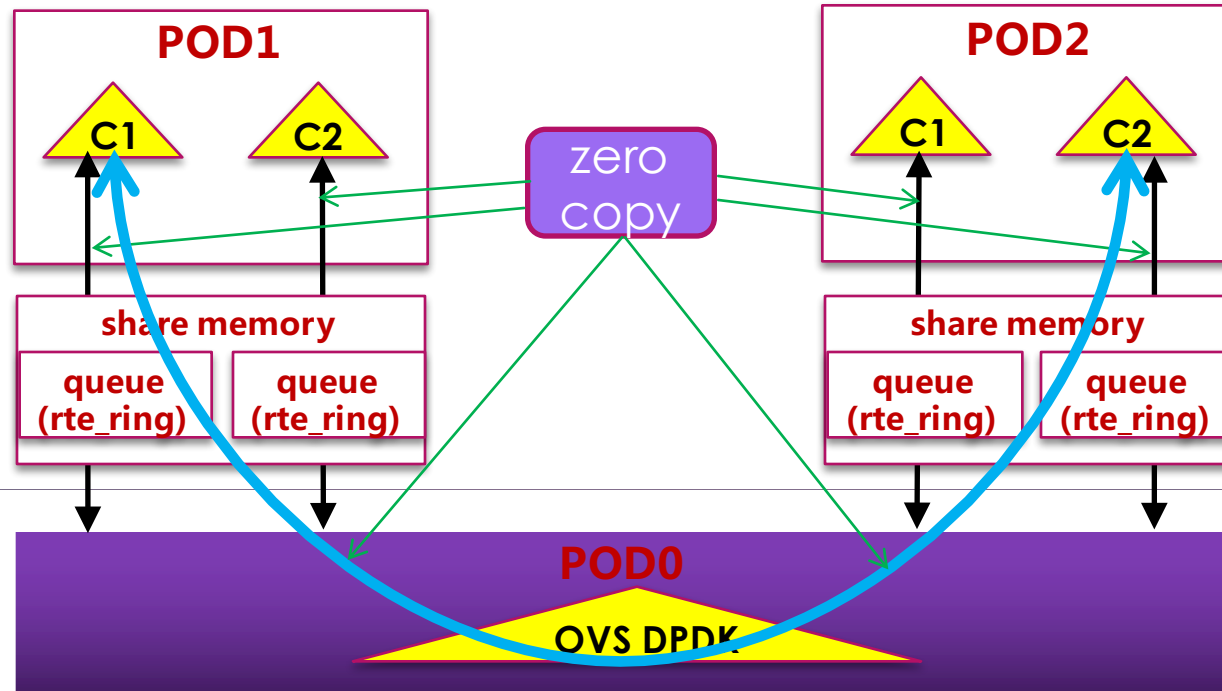 POD1
POD2
C1
C2
zero
copy
C1
C2
share memory
queue
(rte_ring)
queue
(rte_ring)
share memory
queue
(rte_ring)
queue
(rte_ring)
POD0
OVS DPDK